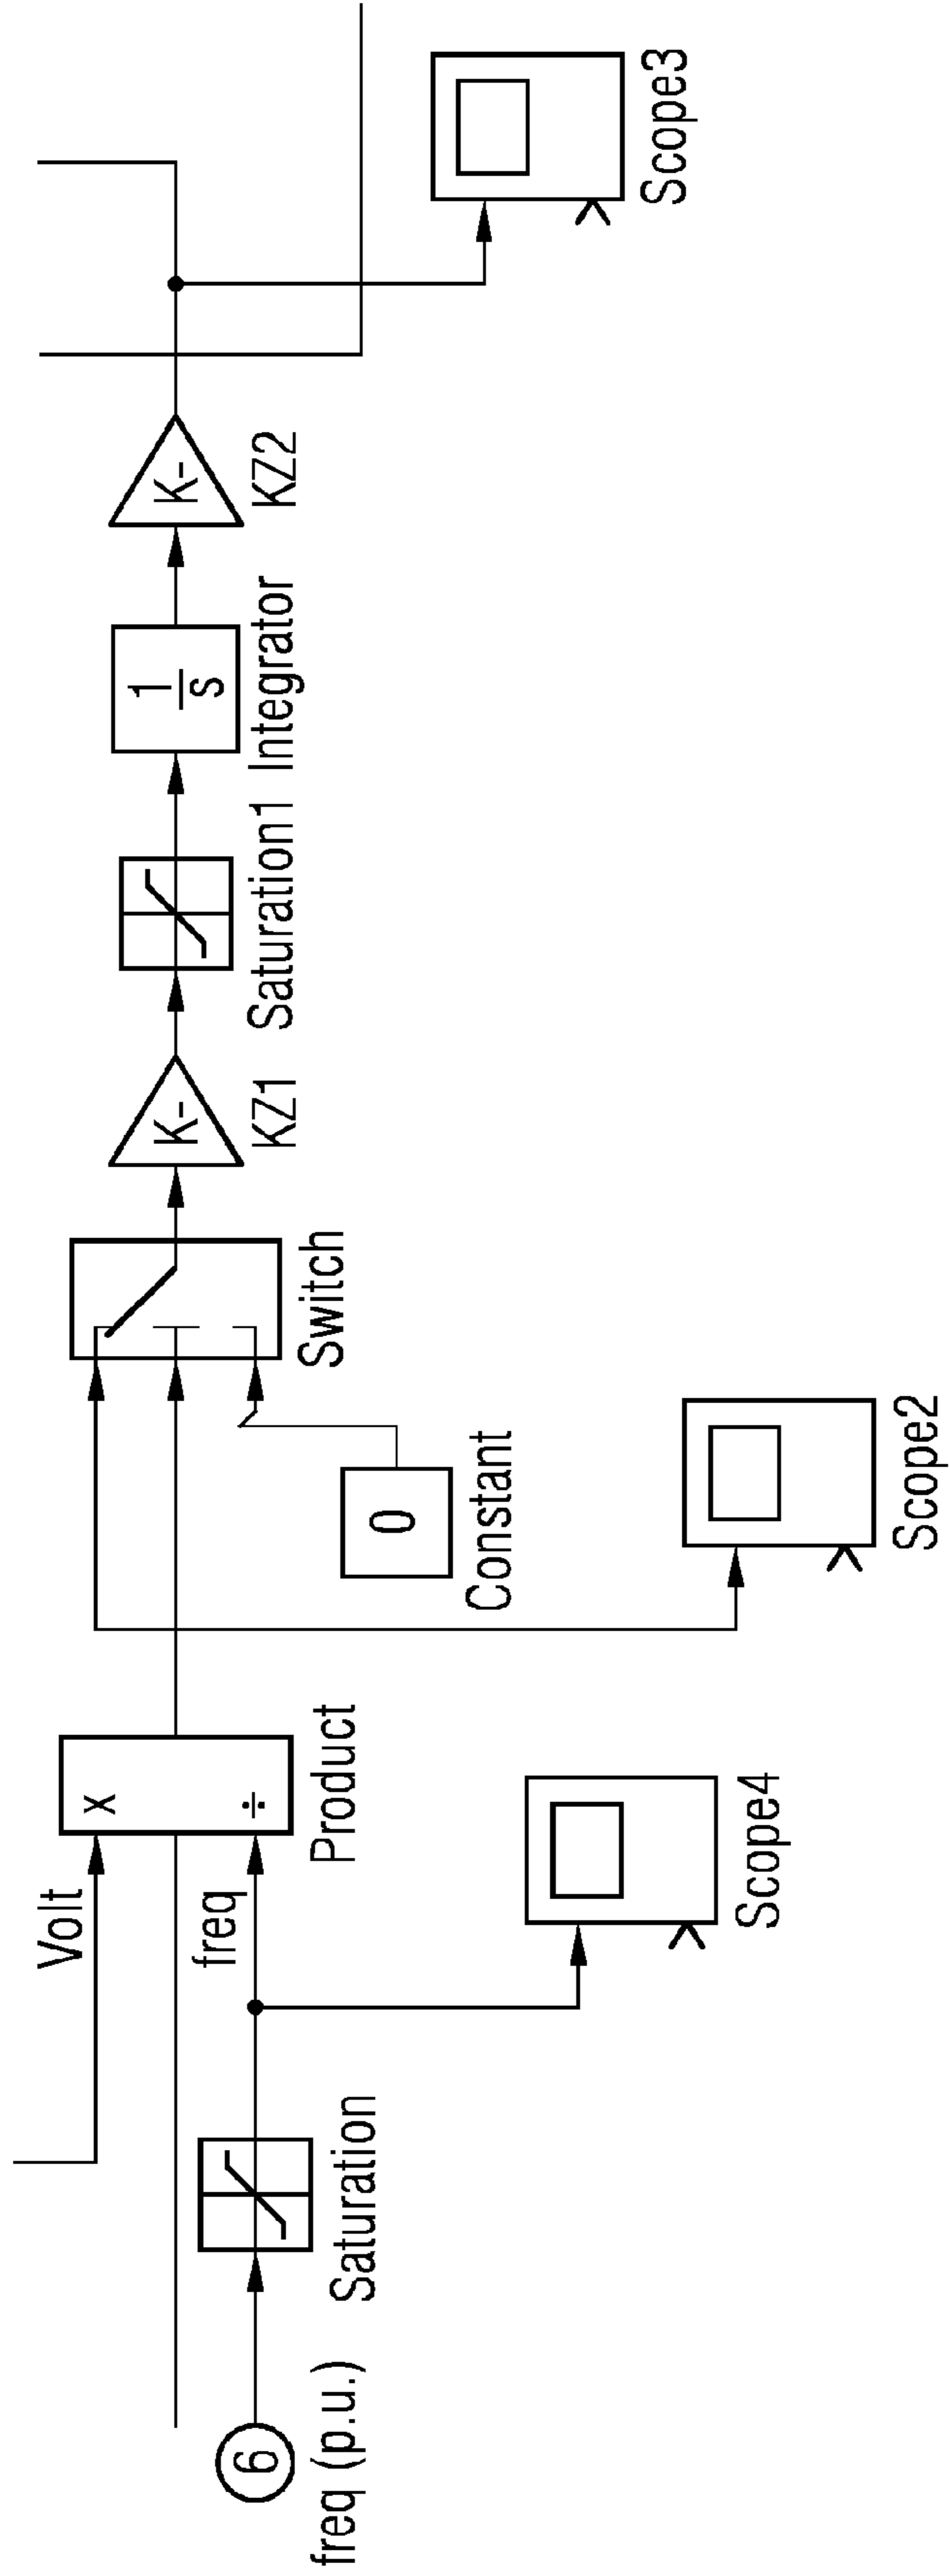 Volt
freq
x
÷
Product
6
freq (p.u.)
Saturation
Scope4
0
Constant
Scope2
Switch
K-
KZ1
Saturation1
1
s
Integrator
K-
KZ2
Scope3